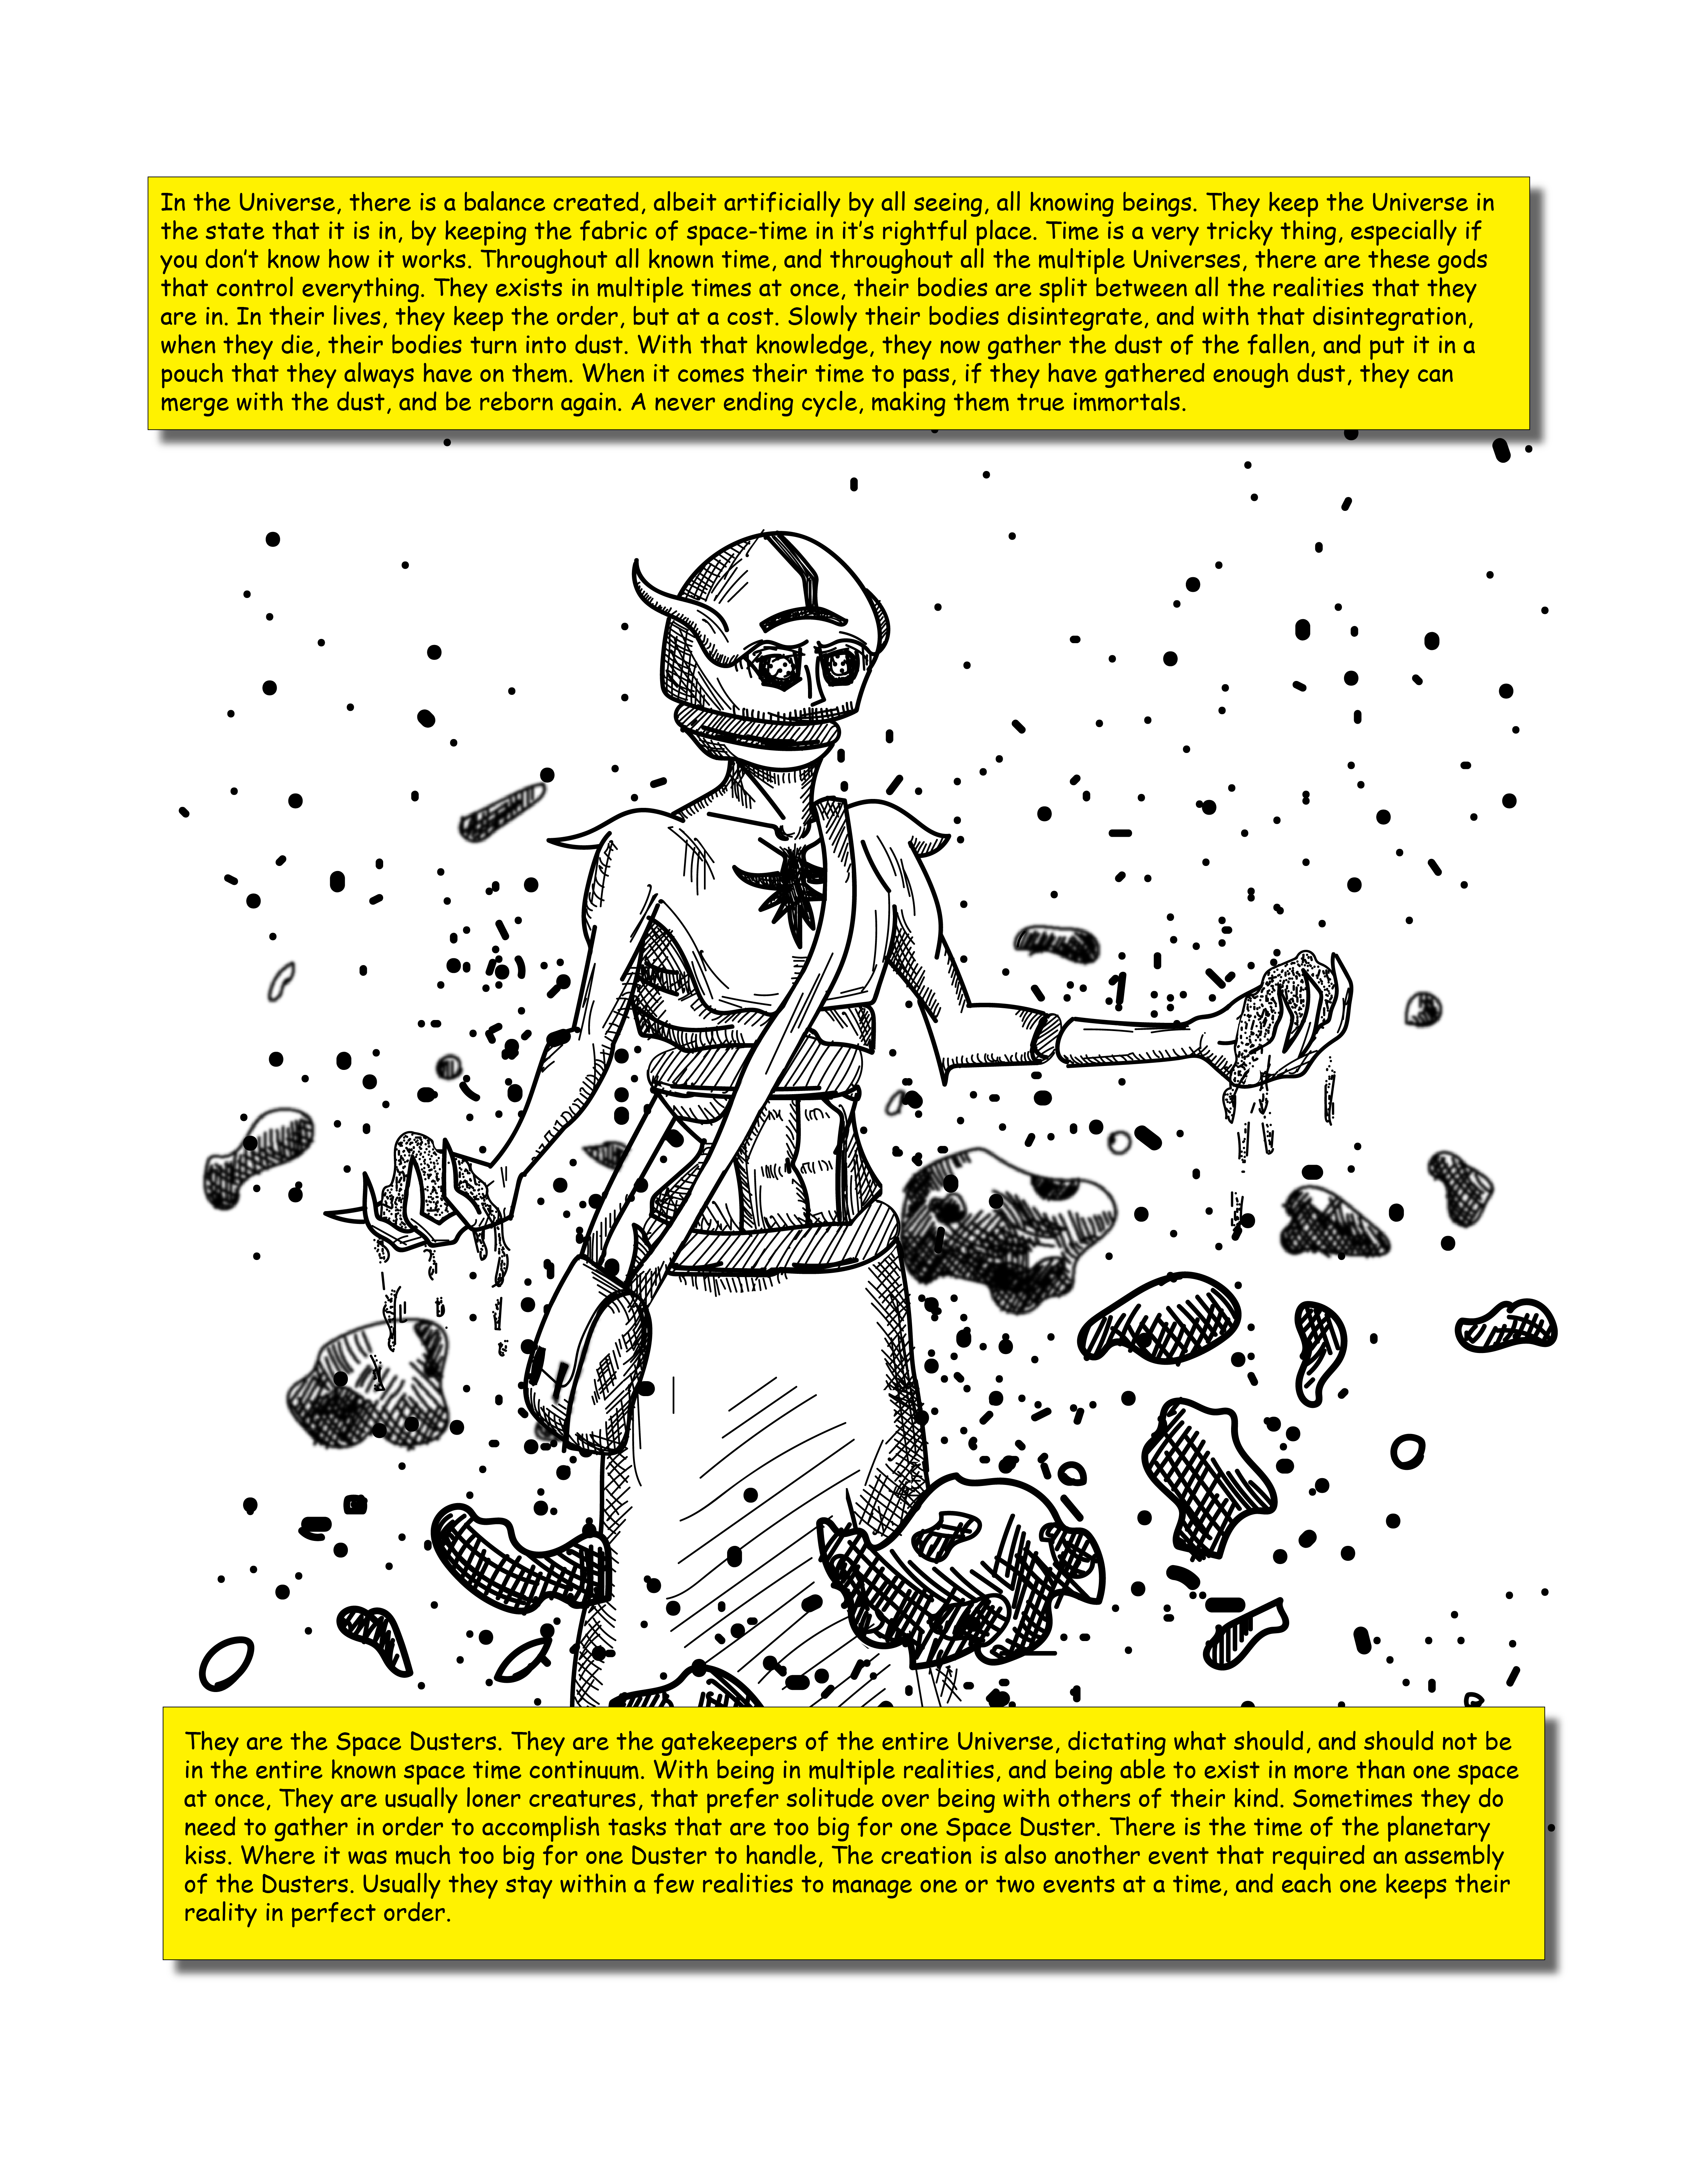 In the Universe, there is a balance created, albeit artificially by all seeing, all knowing beings. They keep the Universe in
the state that it is in, by keeping the fabric of space-time in it's rightful place. Time is a very tricky thing, especially if
you don't know how it works. Throughout all known time, and throughout all the multiple Universes, there are these gods
that control everything. They exists in multiple times at once, their bodies are split between all the realities that they
are in. In their lives, they keep the order, but at a cost. Slowly their bodies disintegrate, and with that disintegration,
when they die, their bodies turn into dust. With that knowledge, they now gather the dust of the fallen, and put it in a
pouch that they always have on them. When it comes their time to pass, if they have gathered enough dust, they can
merge with the dust, and be reborn again. A never ending cycle, making them true immortals.
They are the Space Dusters. They are the gatekeepers of the entire Universe, dictating what should, and should not be
in the entire known space time continuum. With being in multiple realities, and being able to exist in more than one space
at once, They are usually loner creatures, that prefer solitude over being with others of their kind. Sometimes they do
need to gather in order to accomplish tasks that are too big for one Space Duster. There is the time of the planetary
kiss. Where it was much too big for one Duster to handle, The creation is also another event that required an assembly
of the Dusters. Usually they stay within a few realities to manage one or two events at a time, and each one keeps their
reality in perfect order.